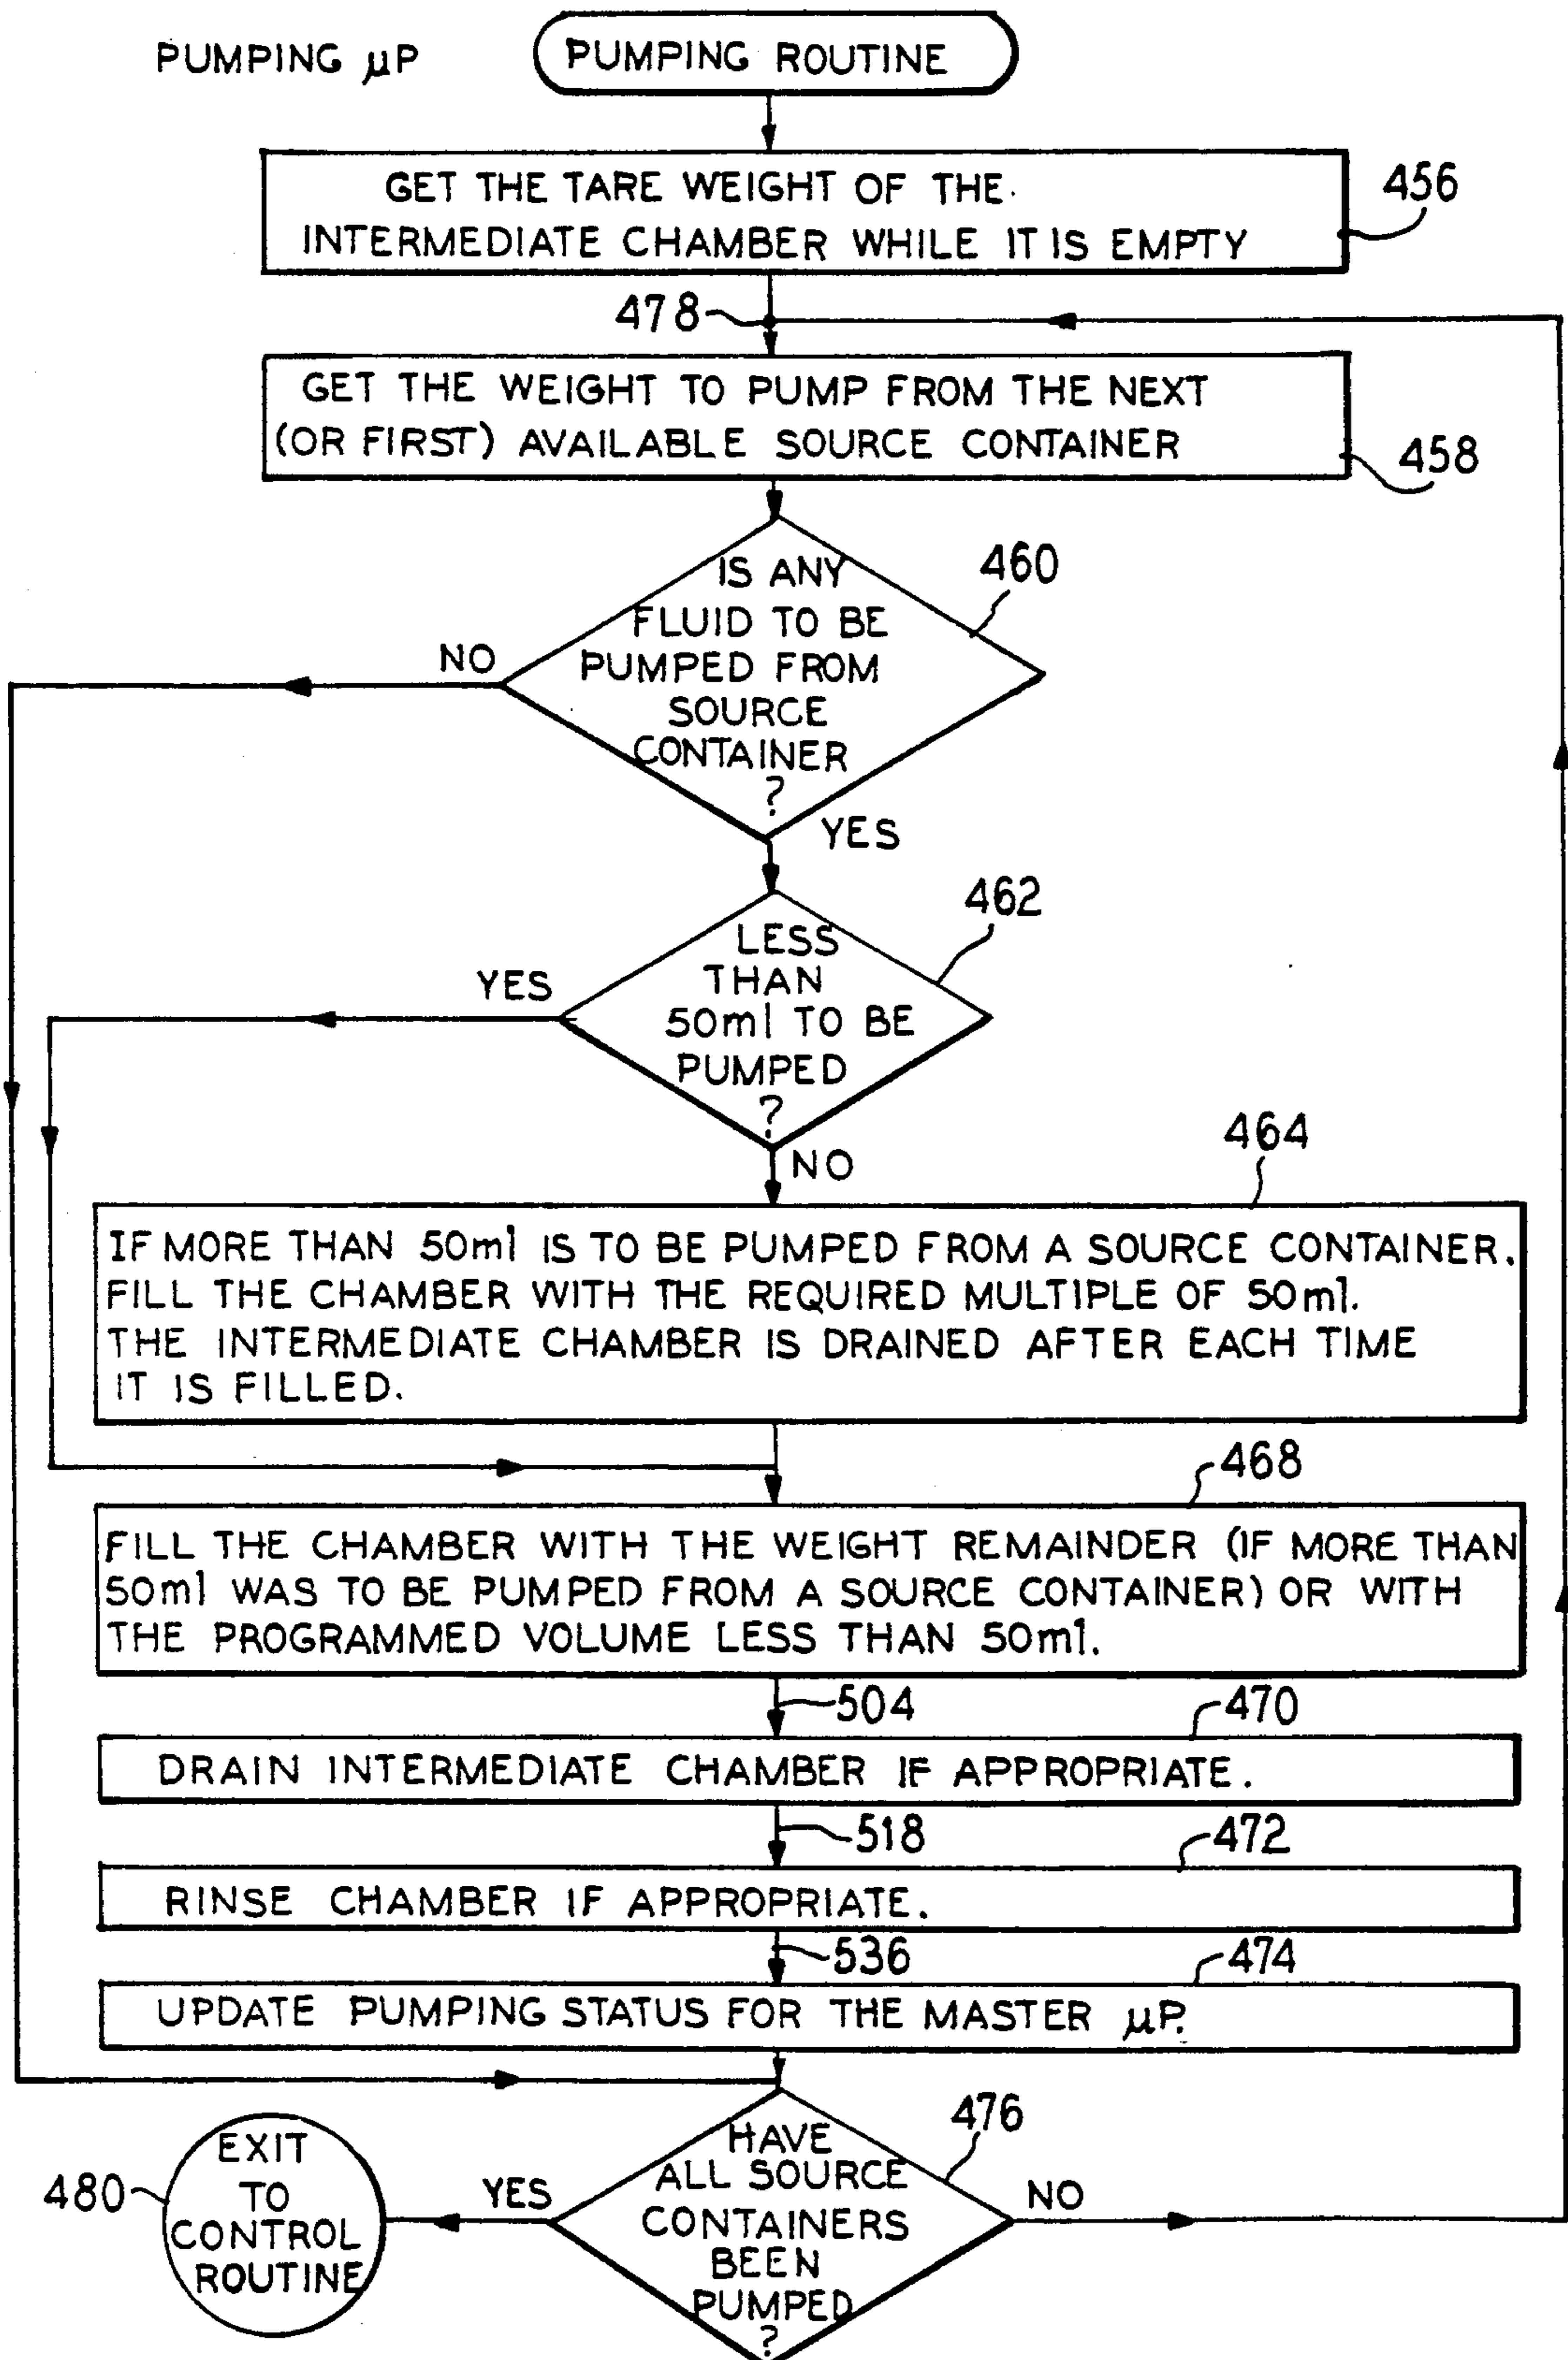 PUMPING µP
PUMPING ROUTINE
GET THE TARE WEIGHT OF THE
INTERMEDIATE CHAMBER WHILE IT IS EMPTY
456
478
GET THE WEIGHT TO PUMP FROM THE NEXT
(OR FIRST) AVAILABLE SOURCE CONTAINER
458
IS ANY
FLUID TO BE
PUMPED FROM
SOURCE
CONTAINER
?
460
NO
YES
LESS
THAN
50ml TO BE
PUMPED
?
462
YES
NO
464
IF MORE THAN 50ml IS TO BE PUMPED FROM A SOURCE CONTAINER.
FILL THE CHAMBER WITH THE REQUIRED MULTIPLE OF 50ml.
THE INTERMEDIATE CHAMBER IS DRAINED AFTER EACH TIME
IT IS FILLED.
468
FILL THE CHAMBER WITH THE WEIGHT REMAINDER (IF MORE THAN
50ml WAS TO BE PUMPED FROM A SOURCE CONTAINER) OR WITH
THE PROGRAMMED VOLUME LESS THAN 50ml.
504
470
DRAIN INTERMEDIATE CHAMBER IF APPROPRIATE.
518
472
RINSE CHAMBER IF APPROPRIATE.
536
474
UPDATE PUMPING STATUS FOR THE MASTER µP.
HAVE
ALL SOURCE
CONTAINERS
BEEN
PUMPED
?
476
YES
NO
480
EXIT
TO
CONTROL
ROUTINE